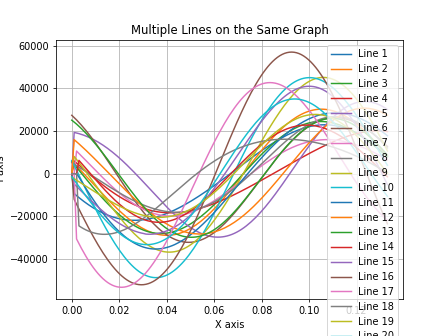 Multiple Lines on the Same Graph
60000
40000
20000
0
−20000
−40000
0.00
0.02
0.04
0.06
0.08
0.10
X axis
Line 1
Line 2
Line 3
Line 4
Line 5
Line 6
Line 7
Line 8
Line 9
Line 10
Line 11
Line 12
Line 13
Line 14
Line 15
Line 16
Line 17
Line 18
Line 19
Line 20